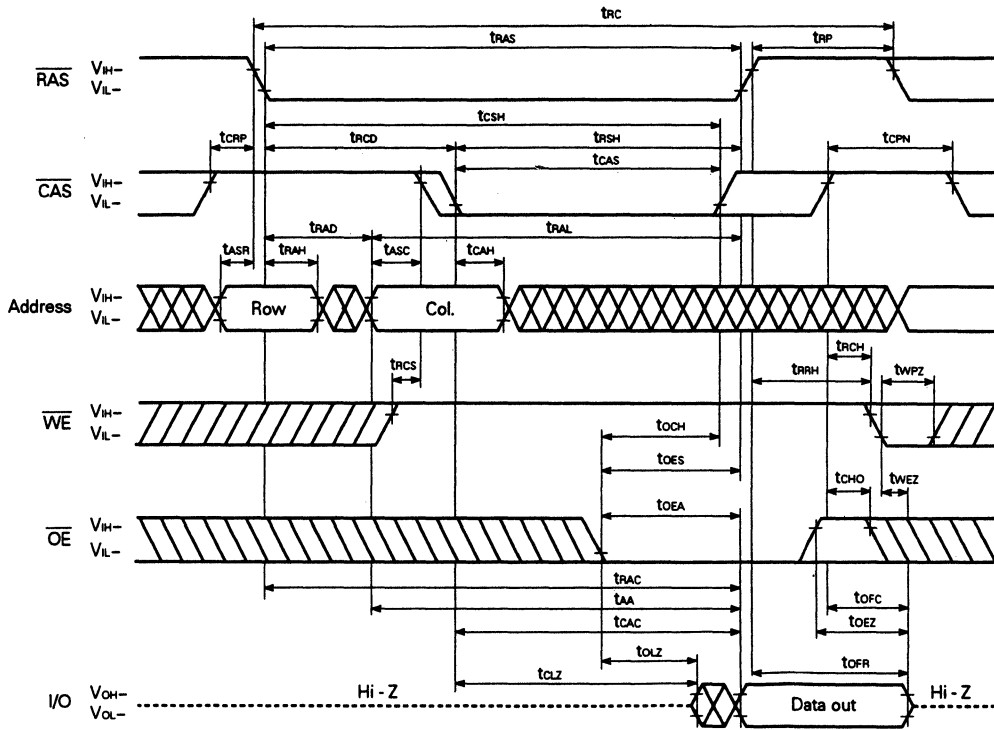 tRC
tRAS tRP
RAS VIH–
VIL–
tCSH
tCRP tRCD tRSH tCPN
tCAS
CAS VIH–
VIL–
tRAD tRAL
tASR tRAH tASC tCAH
Address VIH–
VIL–
Row Col.
tRCS tRCH
tRRH tWPZ
WE VIH–
VIL–
tOCH
tOES
tCHO tWEZ
tOEA
OE VIH–
VIL–
tRAC
tAA tOFC
tCAC tOEZ
tOLZ
tCLZ tOFR
I/O VOH–
VOL–
Hi - Z Data out Hi - Z